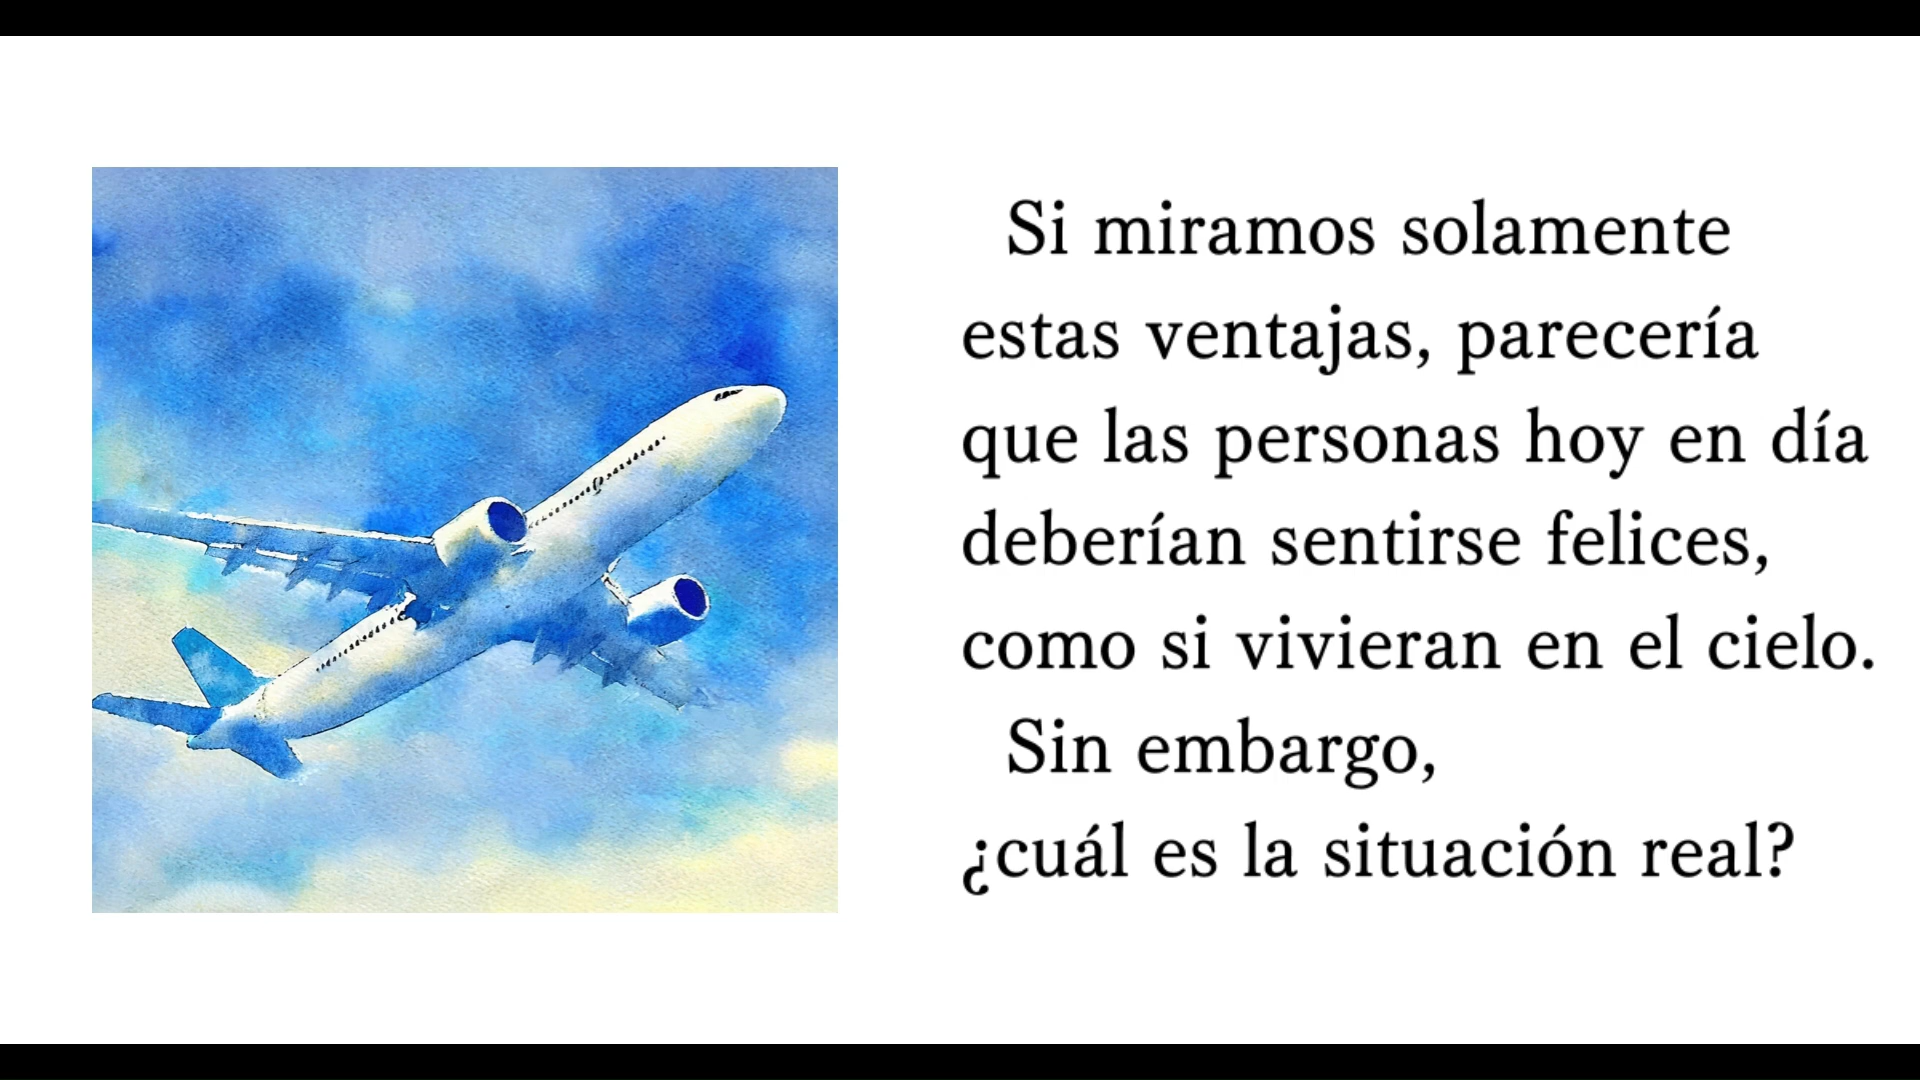 Si miramos solamente
estas ventajas, parecería
que las personas hoy en día
deberían sentirse felices,
como si vivieran en el cielo.
Sin embargo,
¿cuál es la situación real?